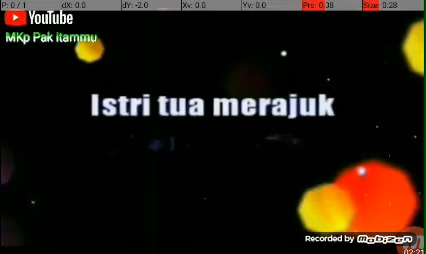 P: 0 / 1 dX: 0.0 dY: -2.0 Xv: 0.0 Yv: 0.0 Prs: 0.38 Size: 0.28
YouTube
MKp Pak itammu
Istri tua merajuk
Recorded by Mobizen
02:21